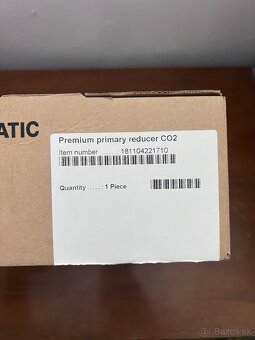 ATIC
Premium primary reducer CO2
Item number .....: 181104221710
Quantity ....: 1 Piece
Bazos.sk